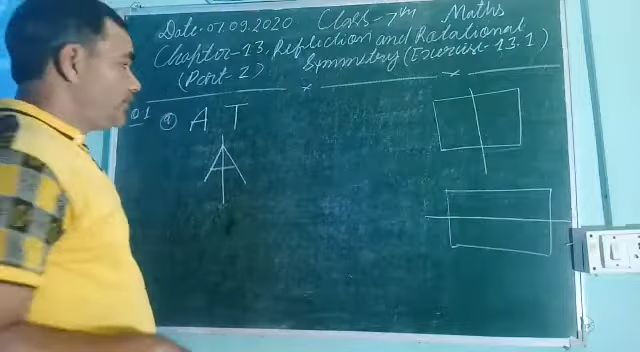 Date. 07.09.2020 Class-7th Maths
Chapter-13. Reflection and Rotational
(Part 2) Symmetry (Exercise-13.1)
Q.1 (a) A T
A